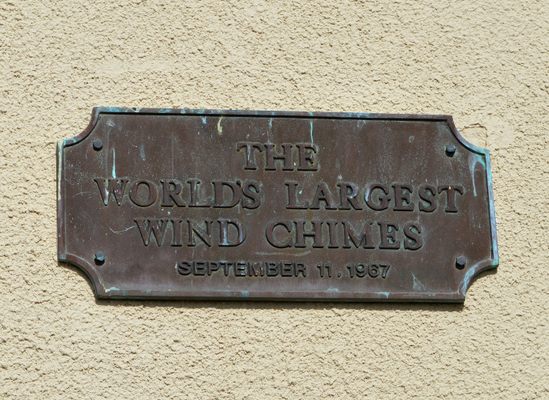 THE
WORLD'S LARGEST
WIND CHIMES
SEPTEMBER 11, 1967